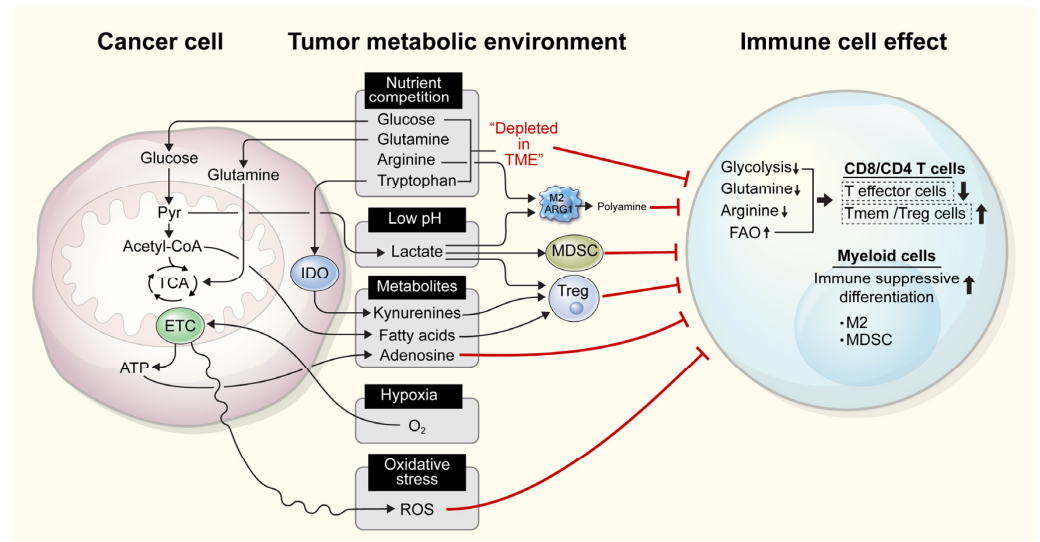 Cancer cell
Tumor metabolic environment
Immune cell effect
Nutrient
competition
Glucose
Glutamine
Arginine
Tryptophan
"Depleted
in
TME"
Glucose
Glutamine
Pyr
Acetyl-CoA
TCA
ETC
ATP
IDO
Low pH
Lactate
Metabolites
Kynurenines
Fatty acids
Adenosine
Hypoxia
O₂
Oxidative
stress
ROS
M2
ARG1
Polyamine
MDSC
Treg
Glycolysis↓
Glutamine↓
Arginine↓
FAO↑
CD8/CD4 T cells
T effector cells ↓
Tmem /Treg cells ↑
Myeloid cells
Immune suppressive ↑
differentiation
・M2
・MDSC